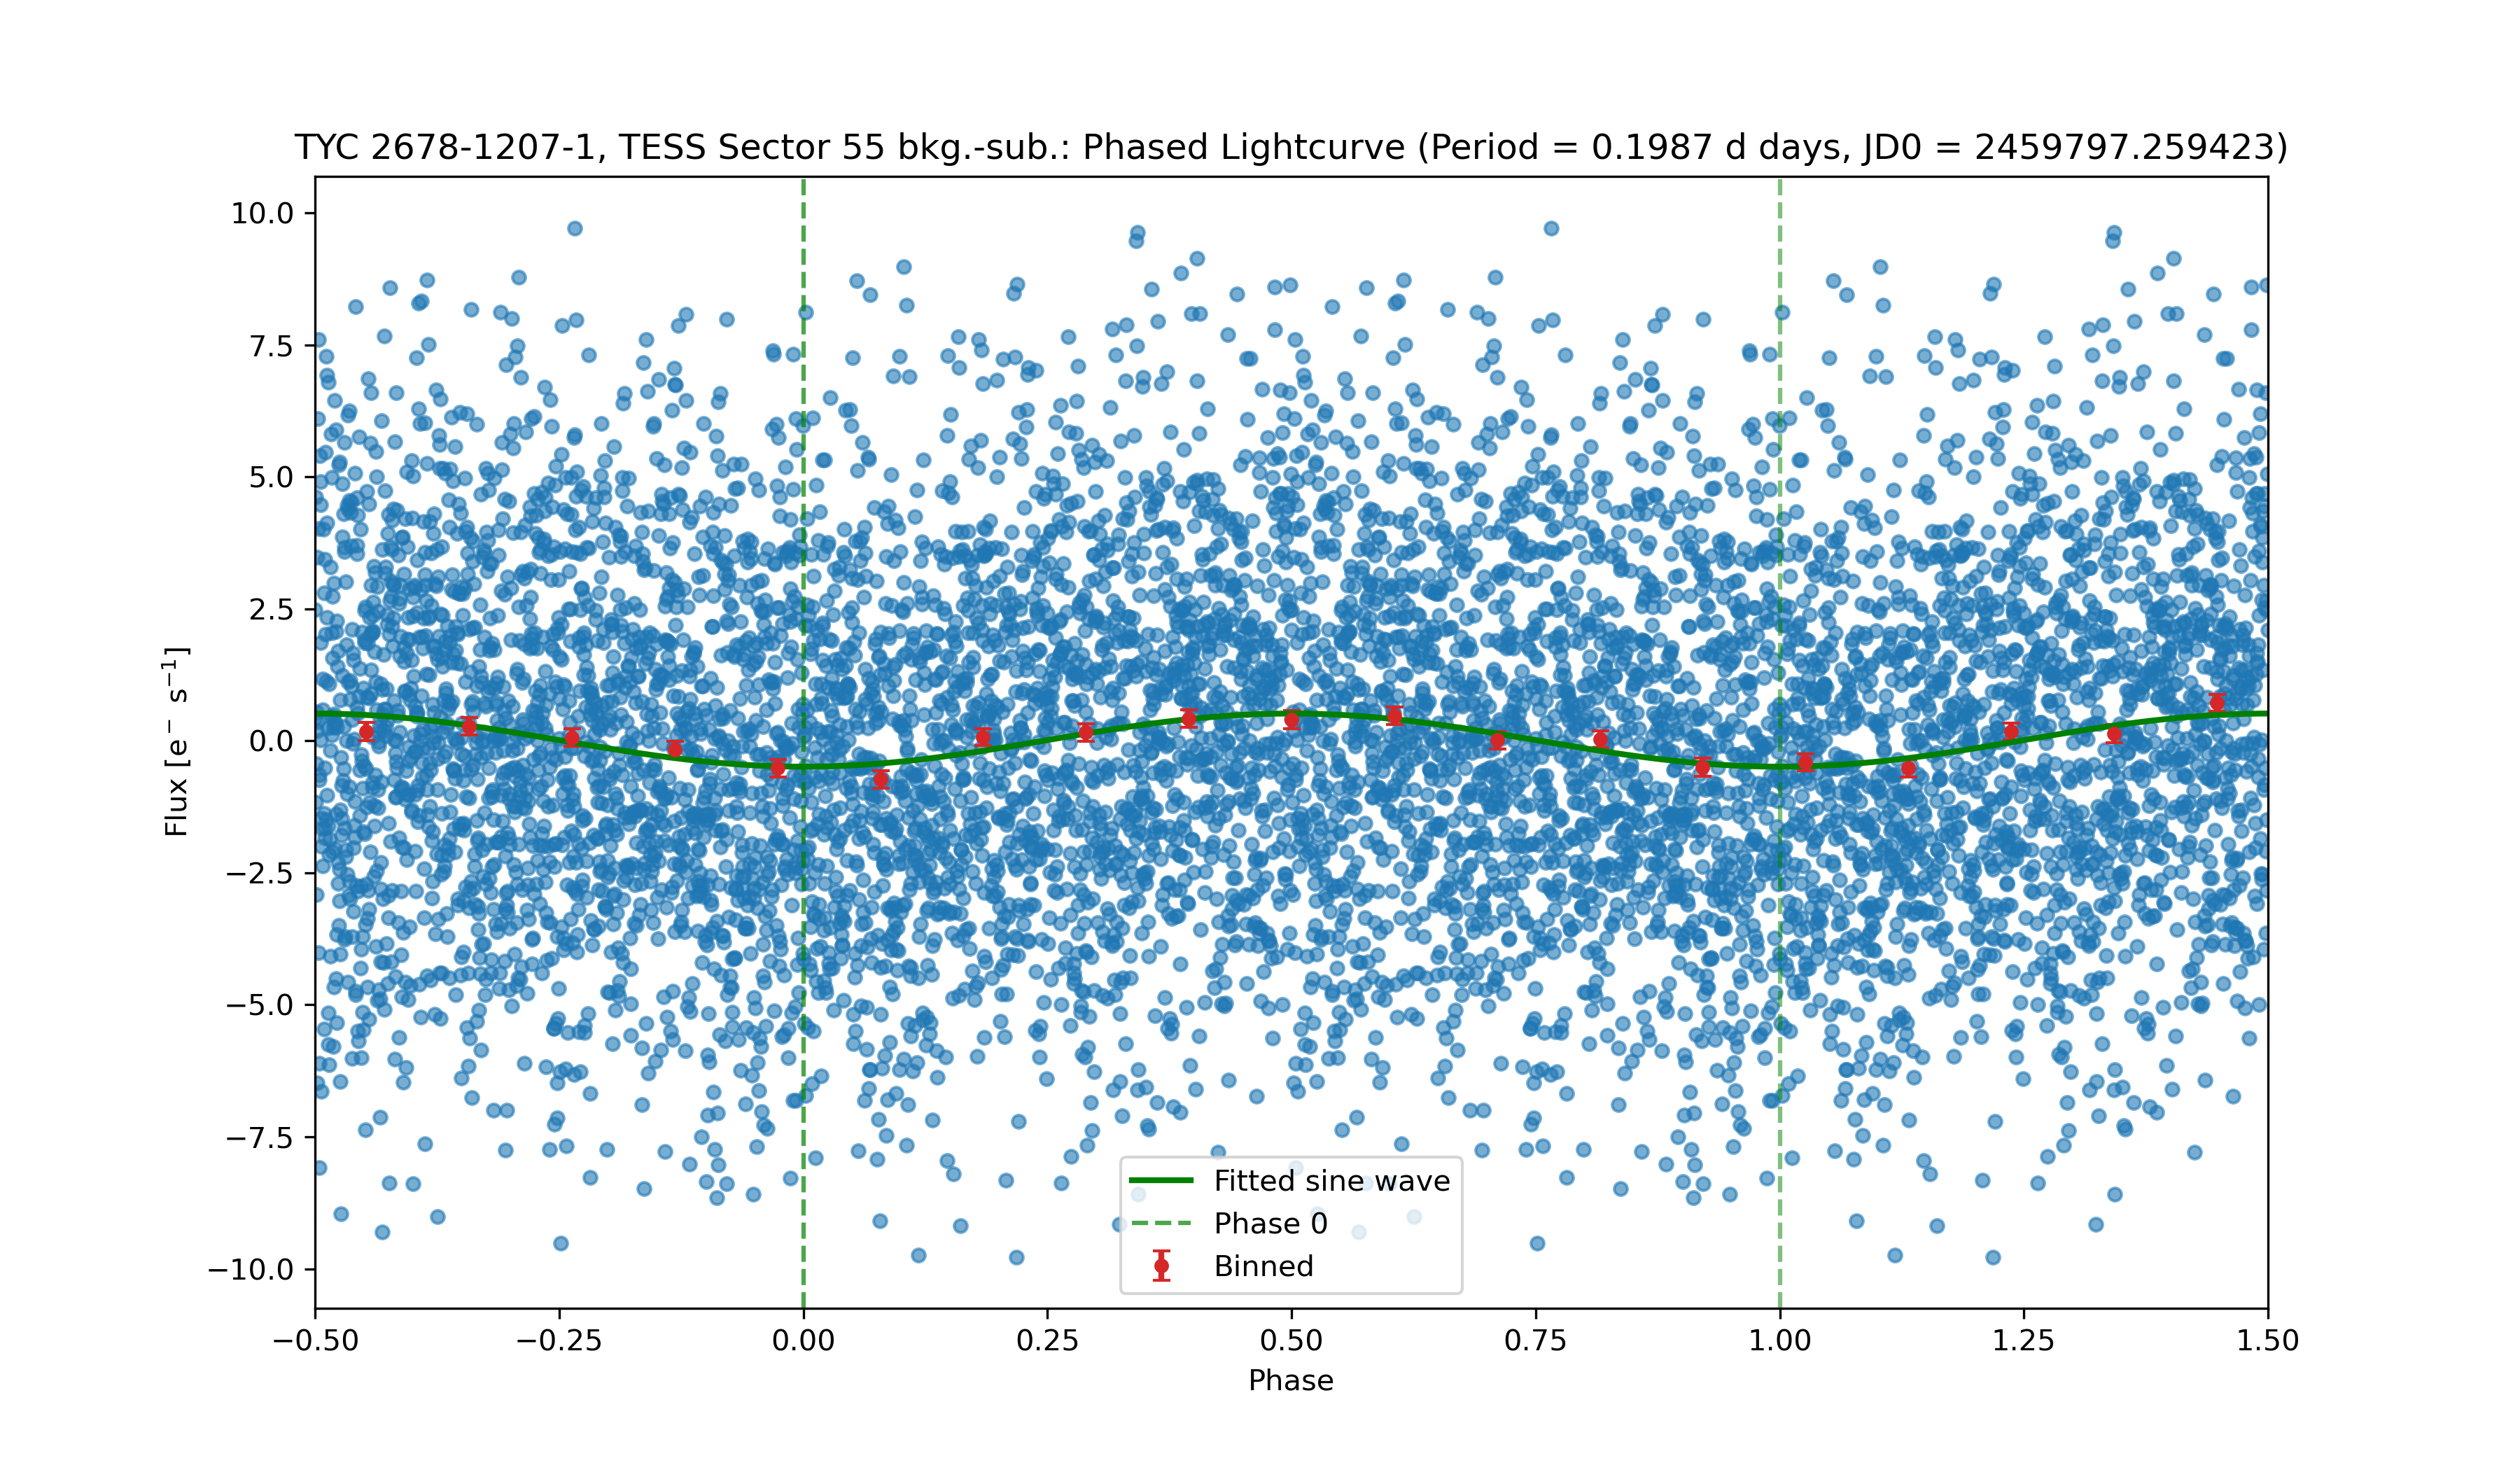 TYC 2678-1207-1, TESS Sector 55 bkg.-sub.: Phased Lightcurve (Period = 0.1987 d days, JD0 = 2459797.259423)
10.0
7.5
5.0
2.5
0.0
−2.5
−5.0
−7.5
−10.0
Flux [e⁻ s⁻¹]
Fitted sine wave
Phase 0
Binned
−0.50 −0.25 0.00 0.25 0.50 0.75 1.00 1.25 1.50
Phase